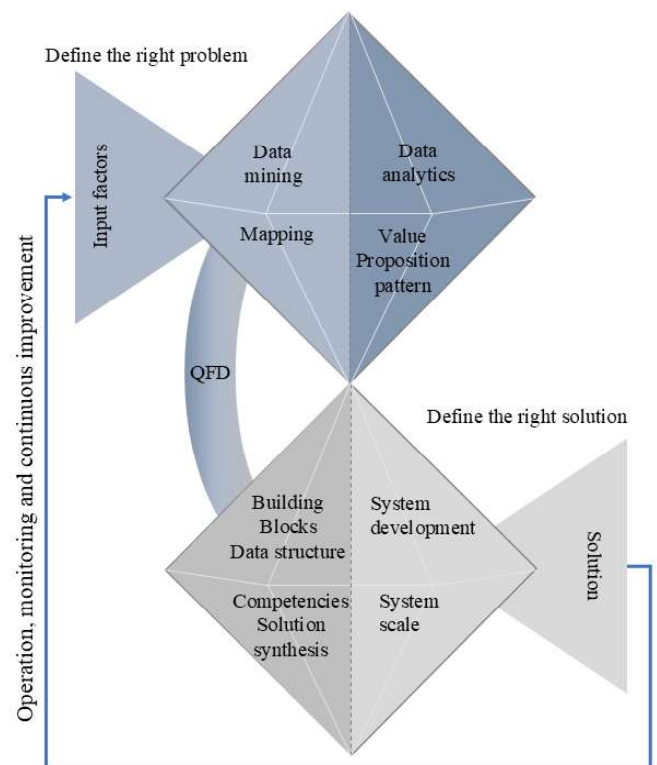 Define the right problem
Input factors
Data
mining
Data
analytics
Mapping
Value
Proposition
pattern
Operation, monitoring and continuous improvement
QFD
Define the right solution
Building
Blocks
Data structure
System
development
Competencies
Solution
synthesis
System
scale
Solution